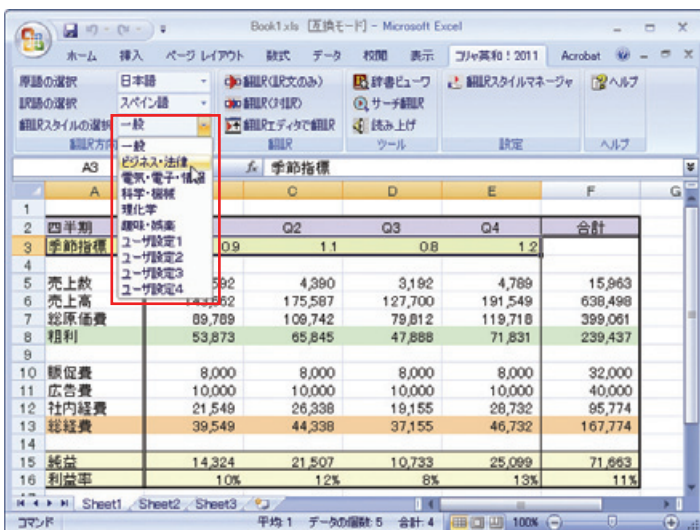 Book1.xls [互換モード] - Microsoft Excel
ホーム 挿入 ページ レイアウト 数式 データ 校閲 表示 コリャ英和!2011 Acrobat
原語の選択 日本語 翻訳(訳文のみ) 辞書ビューワ 翻訳スタイルマネージャ ヘルプ
訳語の選択 スペイン語 翻訳(対訳) サーチ翻訳
翻訳スタイルの選択 一般 翻訳エディタで翻訳 読み上げ
翻訳方向 翻訳 ツール 設定 ヘルプ
一般
ビジネス・法律
電気・電子・情報
科学・機械
理化学
趣味・娯楽
ユーザ設定1
ユーザ設定2
ユーザ設定3
ユーザ設定4
A3 fx 季節指標
A C D E F G
1
2 四半期 Q2 Q3 Q4 合計
3 季節指標 0.9 1.1 0.8 1.2
4
5 売上数 592 4,390 3,192 4,789 15,963
6 売上高 175,587 127,700 191,549 638,498
7 総原価費 89,789 109,742 79,812 119,718 399,061
8 粗利 53,873 65,845 47,888 71,831 239,437
9
10 販促費 8,000 8,000 8,000 8,000 32,000
11 広告費 10,000 10,000 10,000 10,000 40,000
12 社内経費 21,549 26,338 19,155 28,732 95,774
13 総経費 39,549 44,338 37,155 46,732 167,774
14
15 純益 14,324 21,507 10,733 25,099 71,663
16 利益率 10% 12% 8% 13% 11%
Sheet1 Sheet2 Sheet3
コマンド 平均:1 データの個数:5 合計:4 100%